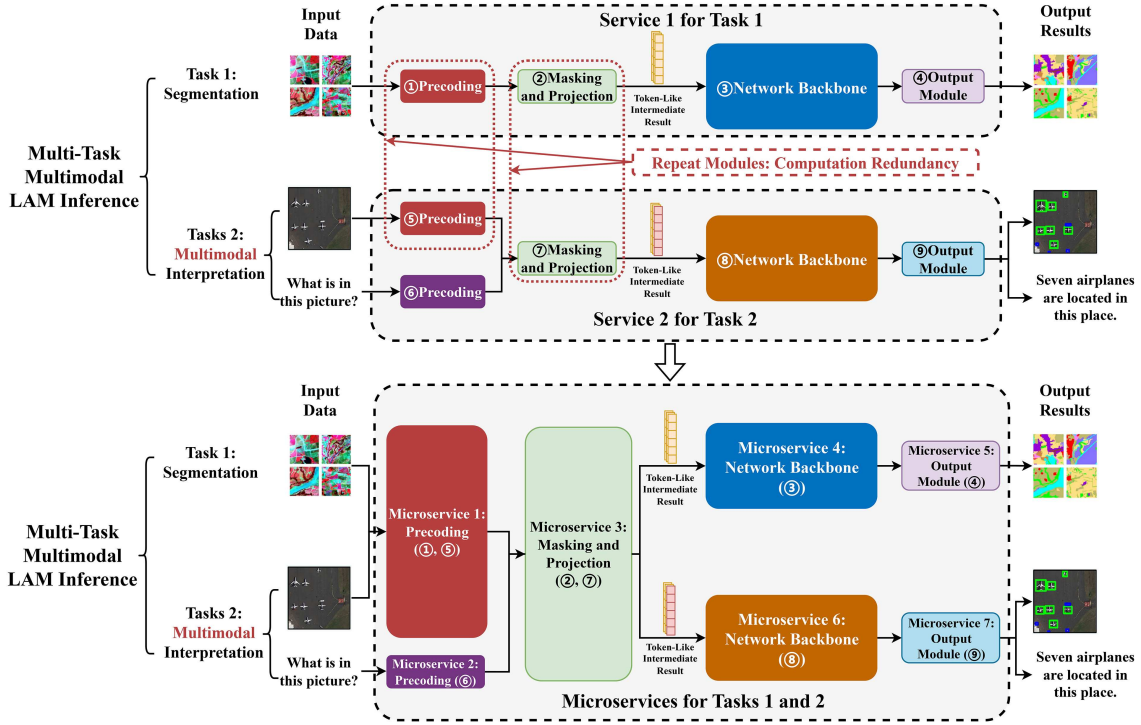 Input
Data
Service 1 for Task 1
Output
Results
Task 1:
Segmentation
①Precoding
②Masking
and Projection
Token-Like
Intermediate
Result
③Network Backbone
④Output
Module
Multi-Task
Multimodal
LAM Inference
Repeat Modules: Computation Redundancy
Tasks 2:
Multimodal
Interpretation
What is in
this picture?
⑤Precoding
⑥Precoding
⑦Masking
and Projection
Token-Like
Intermediate
Result
⑧Network Backbone
⑨Output
Module
Seven airplanes
are located in
this place.
Service 2 for Task 2
Input
Data
Output
Results
Task 1:
Segmentation
Multi-Task
Multimodal
LAM Inference
Tasks 2:
Multimodal
Interpretation
What is in
this picture?
Microservice 1:
Precoding
(①, ⑤)
Microservice 2:
Precoding (⑥)
Microservice 3:
Masking and
Projection
(②, ⑦)
Token-Like
Intermediate
Result
Microservice 4:
Network Backbone
(③)
Microservice 5:
Output
Module (④)
Token-Like
Intermediate
Result
Microservice 6:
Network Backbone
(⑧)
Microservice 7:
Output
Module (⑨)
Seven airplanes
are located in
this place.
Microservices for Tasks 1 and 2